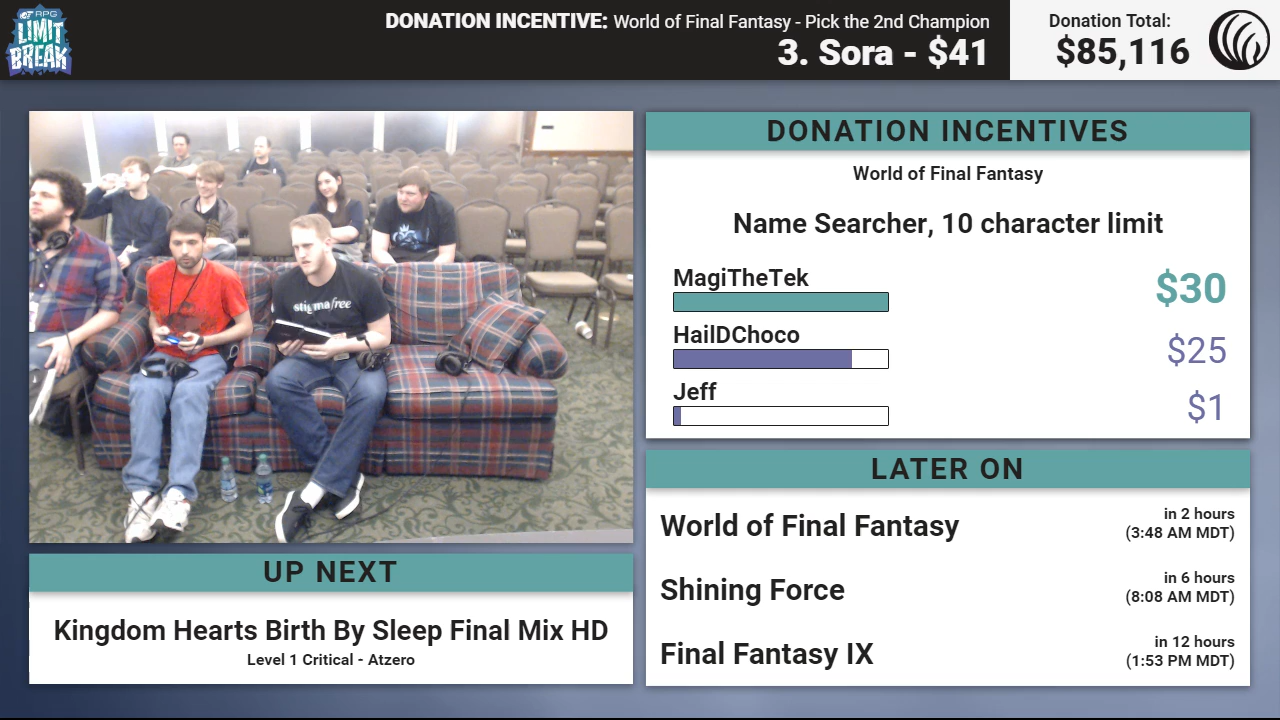 RPG
LIMIT
BREAK
DONATION INCENTIVE: World of Final Fantasy - Pick the 2nd Champion
3. Sora - $41
Donation Total:
$85,116
stigmafree
DONATION INCENTIVES
World of Final Fantasy
Name Searcher, 10 character limit
MagiTheTek
$30
HailDChoco
$25
Jeff
$1
LATER ON
World of Final Fantasy
in 2 hours
(3:48 AM MDT)
Shining Force
in 6 hours
(8:08 AM MDT)
Final Fantasy IX
in 12 hours
(1:53 PM MDT)
UP NEXT
Kingdom Hearts Birth By Sleep Final Mix HD
Level 1 Critical - Atzero